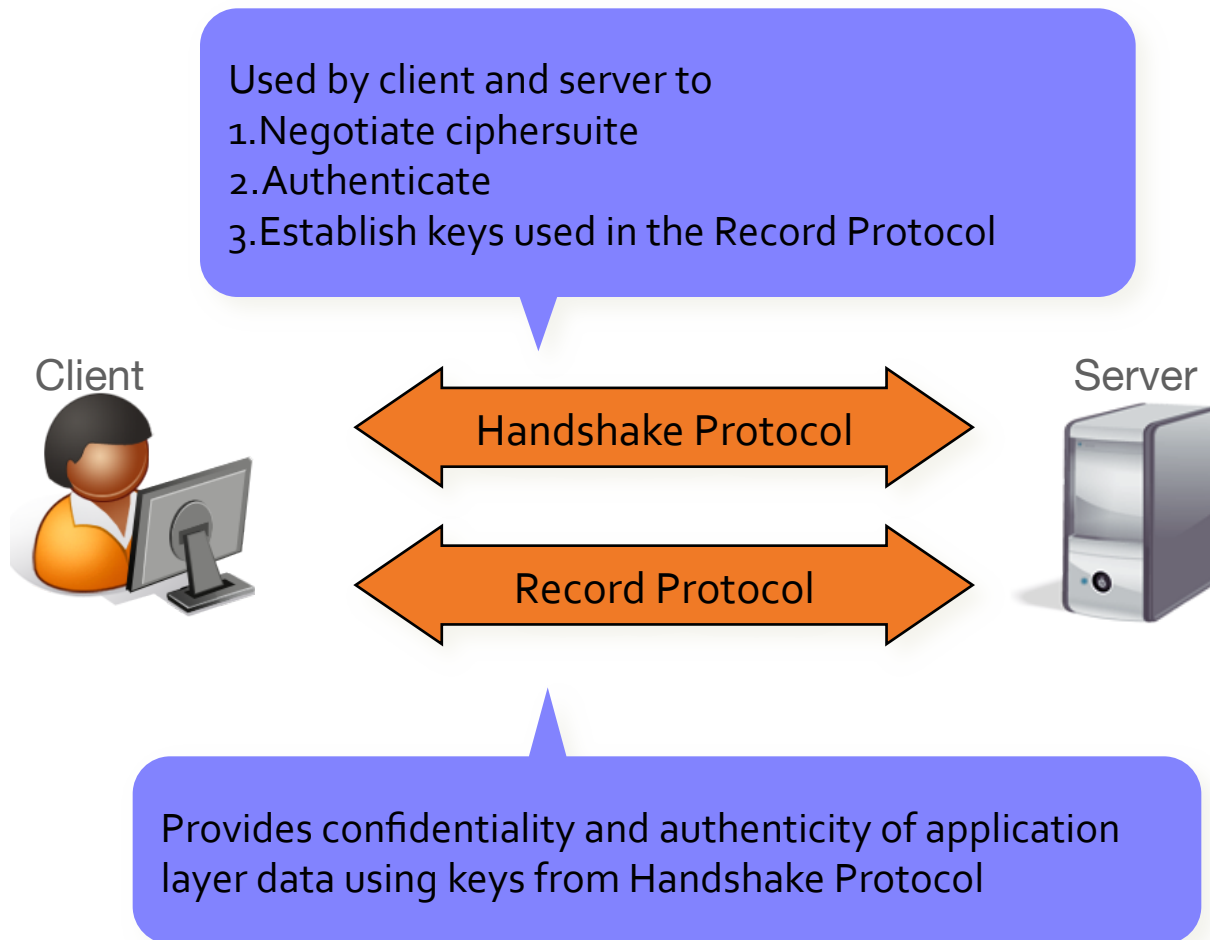 Used by client and server to
1.Negotiate ciphersuite
2.Authenticate
3.Establish keys used in the Record Protocol
Client
Server
Handshake Protocol
Record Protocol
Provides confidentiality and authenticity of application
layer data using keys from Handshake Protocol